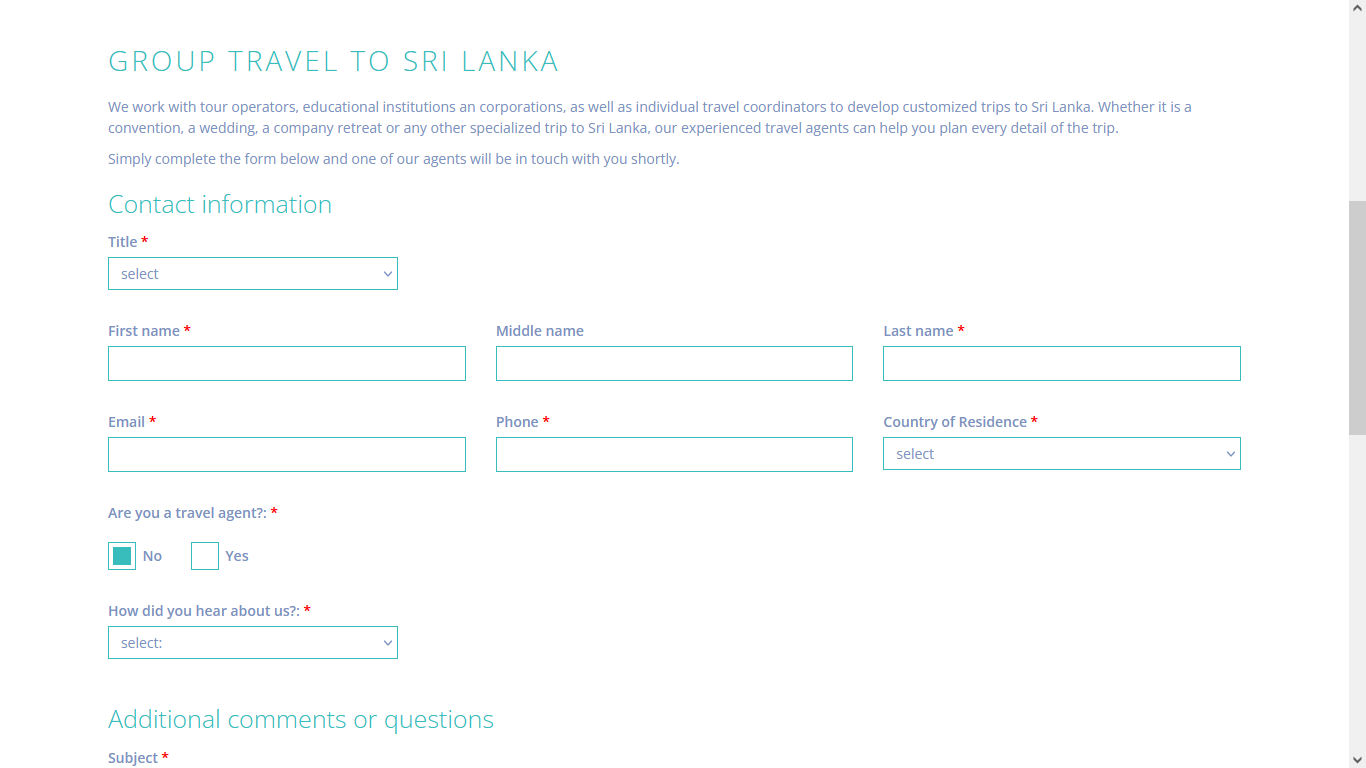 GROUP TRAVEL TO SRI LANKA
We work with tour operators, educational institutions an corporations, as well as individual travel coordinators to develop customized trips to Sri Lanka. Whether it is a
convention, a wedding, a company retreat or any other specialized trip to Sri Lanka, our experienced travel agents can help you plan every detail of the trip.
Simply complete the form below and one of our agents will be in touch with you shortly.
Contact information
Title *
select
First name * Middle name Last name *
Email * Phone * Country of Residence *
select
Are you a travel agent?: *
No Yes
How did you hear about us?: *
select:
Additional comments or questions
Subject *